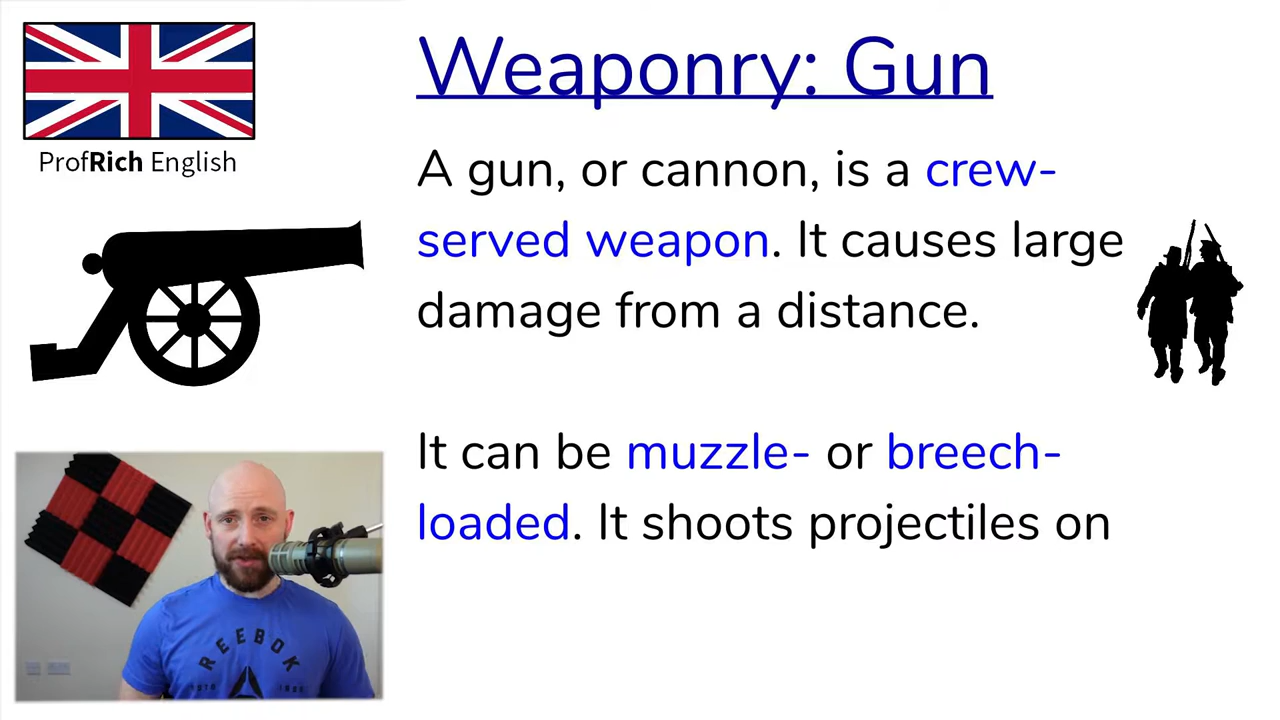 Weaponry: Gun
ProfRich English
A gun, or cannon, is a crew-
served weapon. It causes large
damage from a distance.
It can be muzzle- or breech-
loaded. It shoots projectiles on
REEBOK